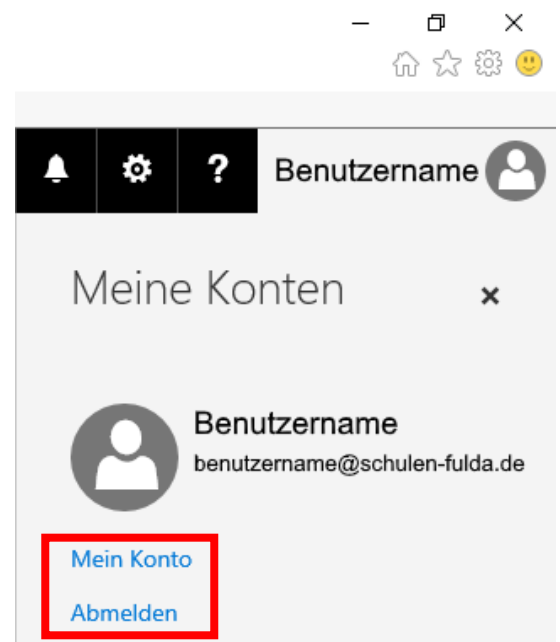 ? Benutzername
Meine Konten
Benutzername
benutzername@schulen-fulda.de
Mein Konto
Abmelden